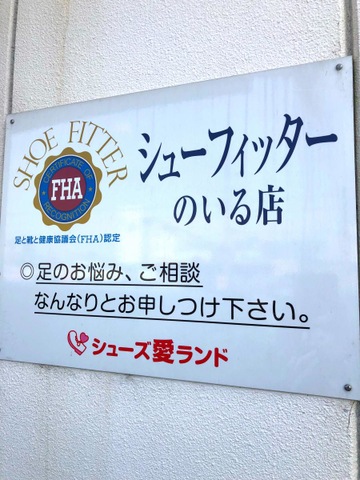 SHOE FITTER
CERTIFICATE OF
FHA
RECOGNITION
足と靴と健康協議会(FHA)認定
シューフィッター
のいる店
◎足のお悩み、ご相談
なんなりとお申しつけ下さい。
シューズ愛ランド